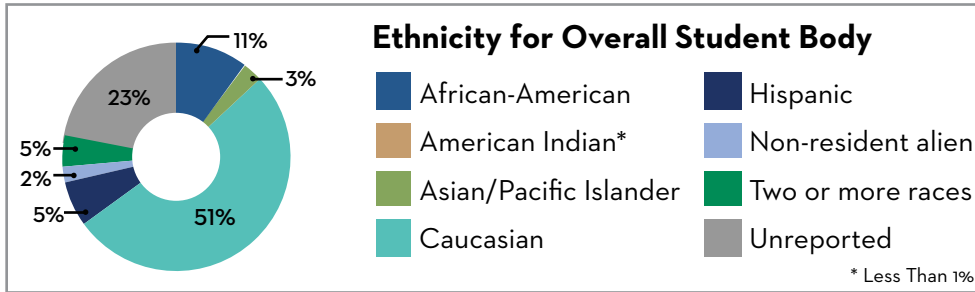 Ethnicity for Overall Student Body
11%
3%
23%
5%
2%
5%
51%
African-American
American Indian*
Asian/Pacific Islander
Caucasian
Hispanic
Non-resident alien
Two or more races
Unreported
* Less Than 1%